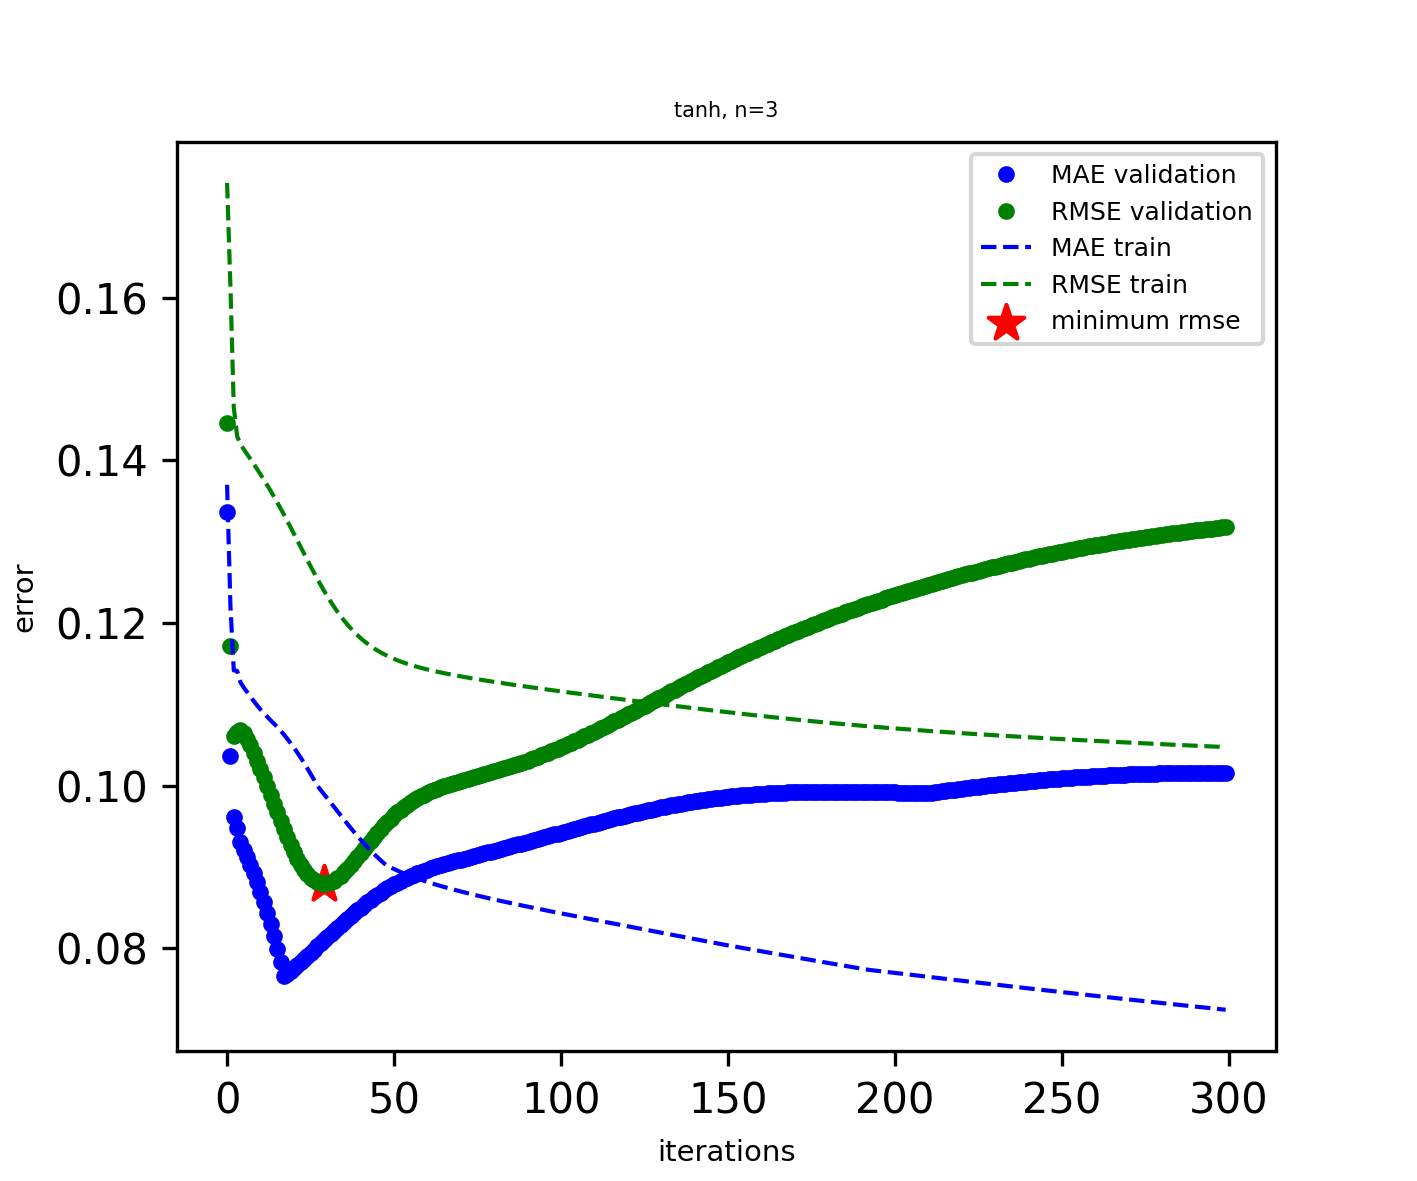 tanh, n=3
MAE validation
RMSE validation
MAE train
RMSE train
minimum rmse
error
0.16
0.14
0.12
0.10
0.08
0 50 100 150 200 250 300
iterations